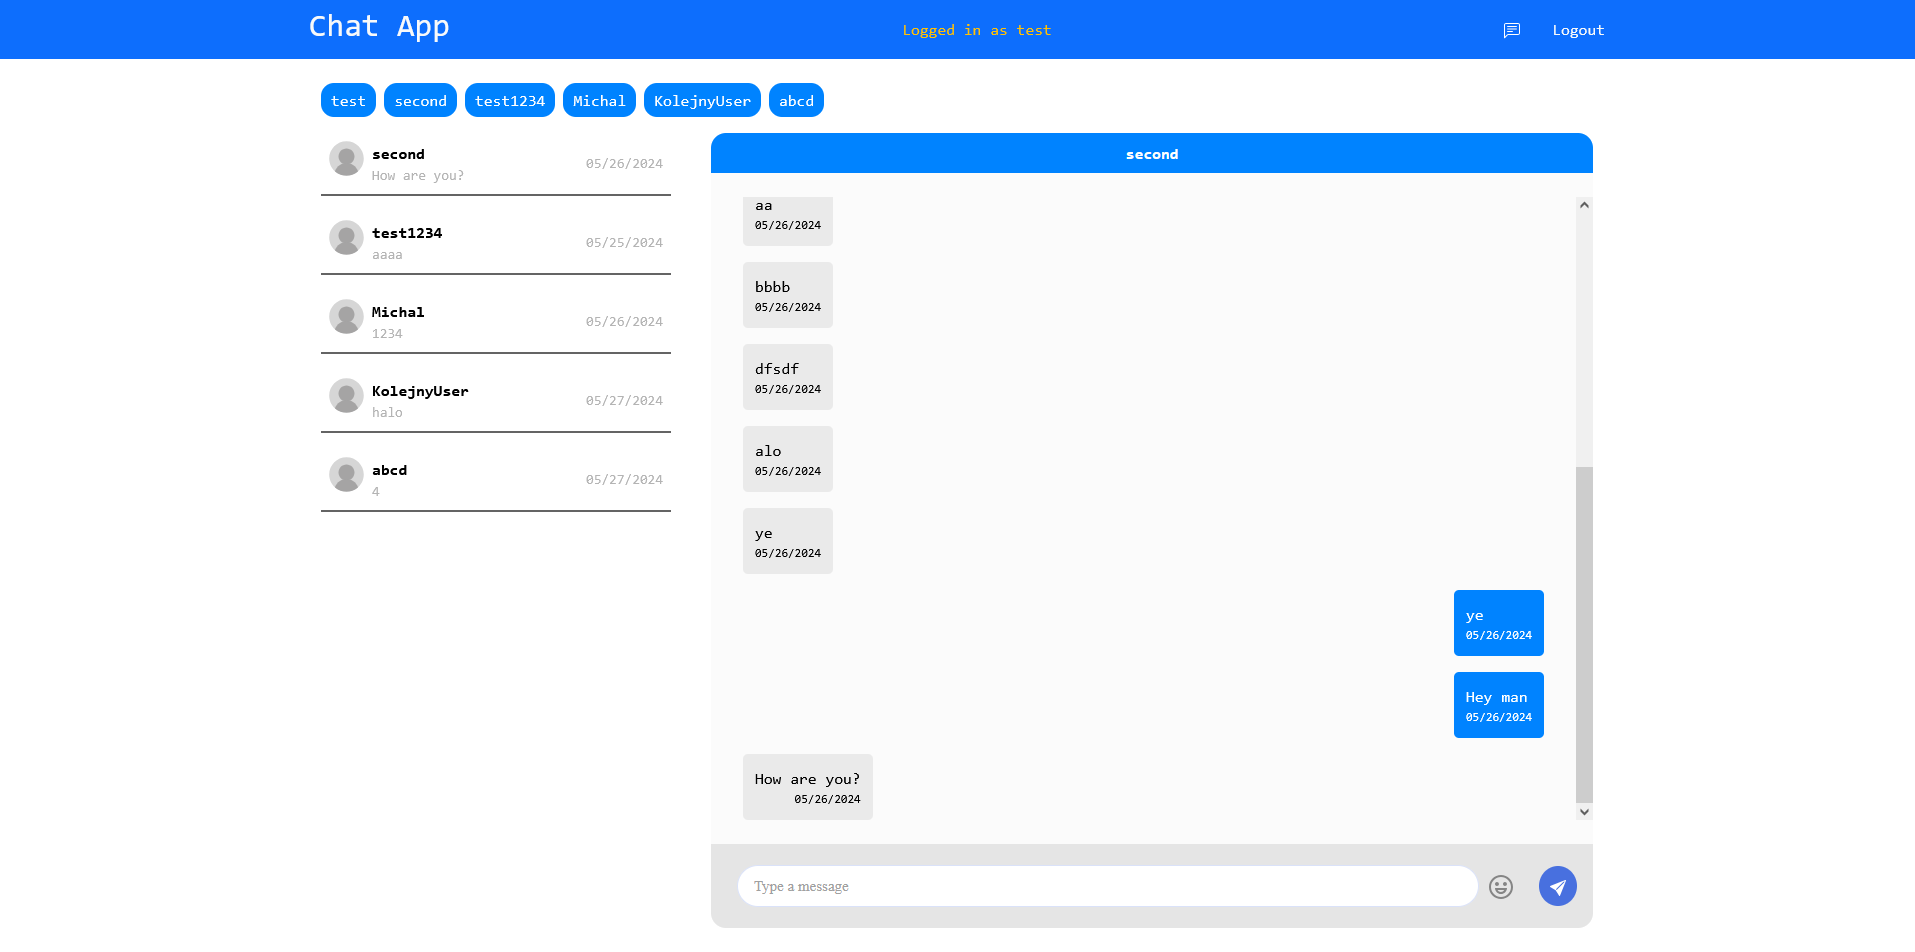 Chat App
Logged in as test
Logout
test second test1234 Michal KolejnyUser abcd
second
How are you?
05/26/2024
test1234
aaaa
05/25/2024
Michal
1234
05/26/2024
KolejnyUser
halo
05/27/2024
abcd
4
05/27/2024
second
aa
05/26/2024
bbbb
05/26/2024
dfsdf
05/26/2024
alo
05/26/2024
ye
05/26/2024
ye
05/26/2024
Hey man
05/26/2024
How are you?
05/26/2024
Type a message